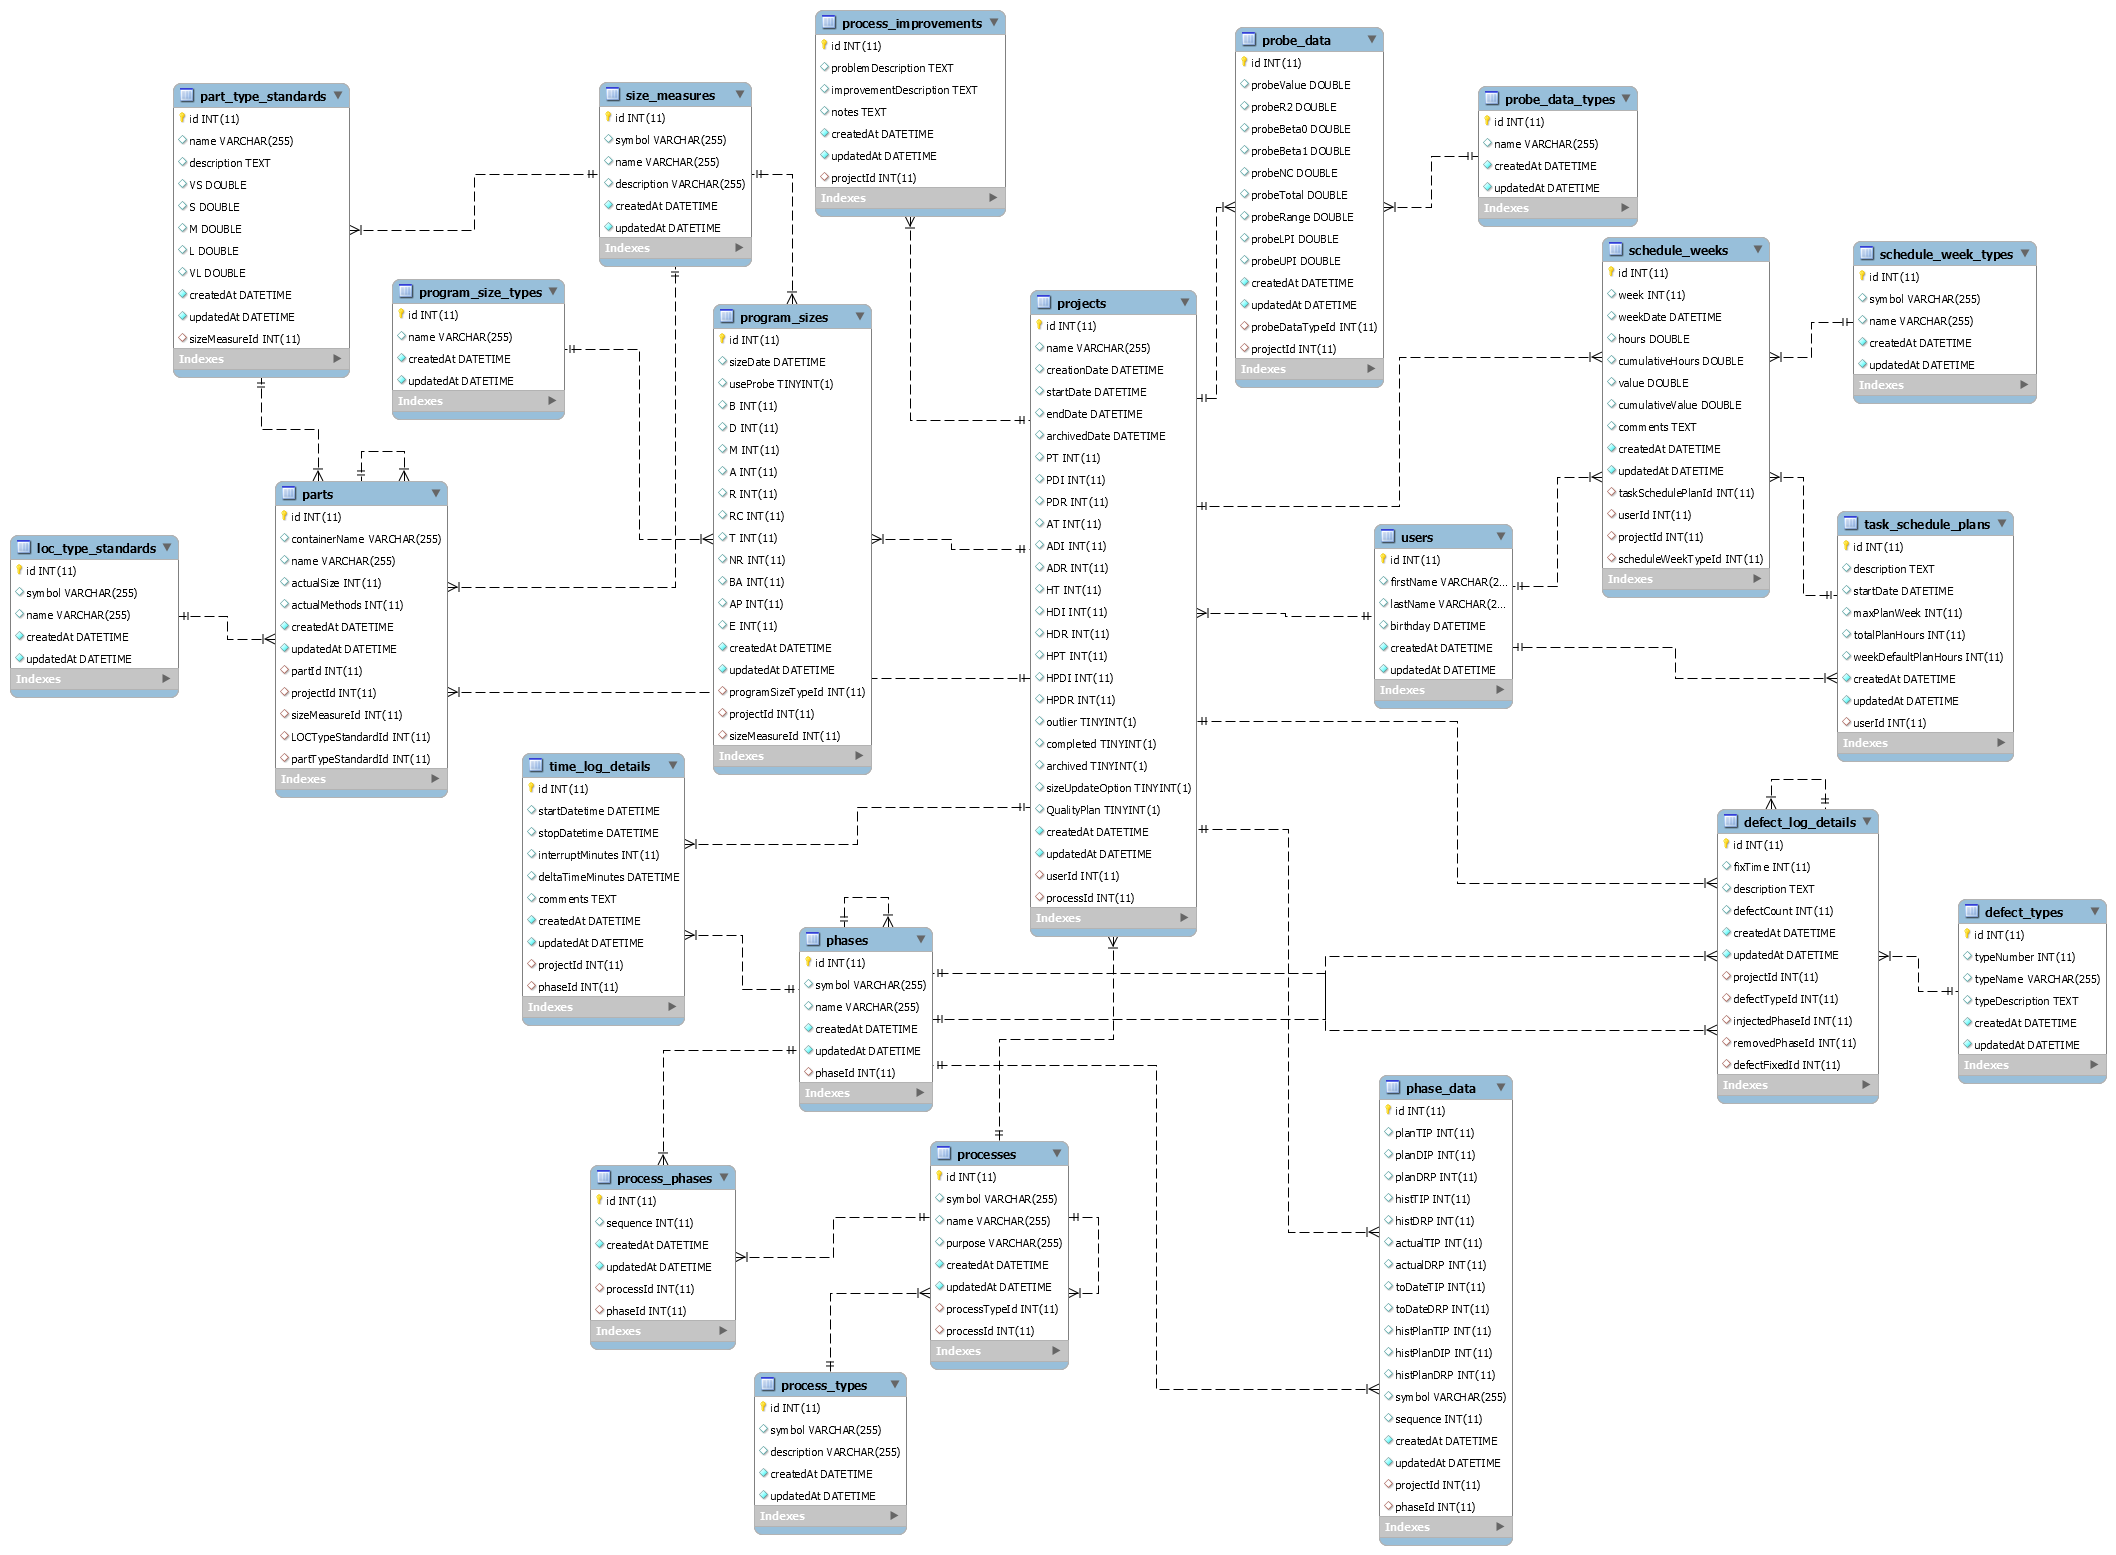 process_improvements
id INT(11)
problemDescription TEXT
improvementDescription TEXT
notes TEXT
createdAt DATETIME
updatedAt DATETIME
projectId INT(11)
Indexes
probe_data
id INT(11)
probeValue DOUBLE
probeR2 DOUBLE
probeBeta0 DOUBLE
probeBeta1 DOUBLE
probeNC DOUBLE
probeTotal DOUBLE
probeRange DOUBLE
probeLPI DOUBLE
probeUPI DOUBLE
createdAt DATETIME
updatedAt DATETIME
probeDataTypeId INT(11)
projectId INT(11)
Indexes
part_type_standards
id INT(11)
name VARCHAR(255)
description TEXT
VS DOUBLE
S DOUBLE
M DOUBLE
L DOUBLE
VL DOUBLE
createdAt DATETIME
updatedAt DATETIME
sizeMeasureId INT(11)
Indexes
size_measures
id INT(11)
symbol VARCHAR(255)
name VARCHAR(255)
description VARCHAR(255)
createdAt DATETIME
updatedAt DATETIME
Indexes
probe_data_types
id INT(11)
name VARCHAR(255)
createdAt DATETIME
updatedAt DATETIME
Indexes
schedule_weeks
id INT(11)
week INT(11)
weekDate DATETIME
hours DOUBLE
cumulativeHours DOUBLE
value DOUBLE
cumulativeValue DOUBLE
comments TEXT
createdAt DATETIME
updatedAt DATETIME
taskSchedulePlanId INT(11)
userId INT(11)
projectId INT(11)
scheduleWeekTypeId INT(11)
Indexes
schedule_week_types
id INT(11)
symbol VARCHAR(255)
name VARCHAR(255)
createdAt DATETIME
updatedAt DATETIME
Indexes
program_size_types
id INT(11)
name VARCHAR(255)
createdAt DATETIME
updatedAt DATETIME
Indexes
program_sizes
id INT(11)
sizeDate DATETIME
useProbe TINYINT(1)
B INT(11)
D INT(11)
M INT(11)
A INT(11)
R INT(11)
RC INT(11)
T INT(11)
NR INT(11)
BA INT(11)
AP INT(11)
E INT(11)
createdAt DATETIME
updatedAt DATETIME
programSizeTypeId INT(11)
projectId INT(11)
sizeMeasureId INT(11)
Indexes
projects
id INT(11)
name VARCHAR(255)
creationDate DATETIME
startDate DATETIME
endDate DATETIME
archivedDate DATETIME
PT INT(11)
PDI INT(11)
PDR INT(11)
AT INT(11)
ADI INT(11)
ADR INT(11)
HT INT(11)
HDI INT(11)
HDR INT(11)
HPT INT(11)
HPDI INT(11)
HPDR INT(11)
outlier TINYINT(1)
completed TINYINT(1)
archived TINYINT(1)
sizeUpdateOption TINYINT(1)
QualityPlan TINYINT(1)
createdAt DATETIME
updatedAt DATETIME
userId INT(11)
processId INT(11)
Indexes
parts
id INT(11)
containerName VARCHAR(255)
name VARCHAR(255)
actualSize INT(11)
actualMethods INT(11)
createdAt DATETIME
updatedAt DATETIME
partId INT(11)
projectId INT(11)
sizeMeasureId INT(11)
LOCTypeStandardId INT(11)
partTypeStandardId INT(11)
Indexes
loc_type_standards
id INT(11)
symbol VARCHAR(255)
name VARCHAR(255)
createdAt DATETIME
updatedAt DATETIME
Indexes
users
id INT(11)
firstName VARCHAR(2...
lastName VARCHAR(2...
birthday DATETIME
createdAt DATETIME
updatedAt DATETIME
Indexes
task_schedule_plans
id INT(11)
description TEXT
startDate DATETIME
maxPlanWeek INT(11)
totalPlanHours INT(11)
weekDefaultPlanHours INT(11)
createdAt DATETIME
updatedAt DATETIME
userId INT(11)
Indexes
time_log_details
id INT(11)
startDatetime DATETIME
stopDatetime DATETIME
interruptMinutes INT(11)
deltaTimeMinutes DATETIME
comments TEXT
createdAt DATETIME
updatedAt DATETIME
projectId INT(11)
phaseId INT(11)
Indexes
defect_log_details
id INT(11)
fixTime INT(11)
description TEXT
defectCount INT(11)
createdAt DATETIME
updatedAt DATETIME
projectId INT(11)
defectTypeId INT(11)
injectedPhaseId INT(11)
removedPhaseId INT(11)
defectFixedId INT(11)
Indexes
defect_types
id INT(11)
typeNumber INT(11)
typeName VARCHAR(255)
typeDescription TEXT
createdAt DATETIME
updatedAt DATETIME
Indexes
phases
id INT(11)
symbol VARCHAR(255)
name VARCHAR(255)
createdAt DATETIME
updatedAt DATETIME
phaseId INT(11)
Indexes
phase_data
id INT(11)
planTIP INT(11)
planDIP INT(11)
planDRP INT(11)
histTIP INT(11)
histDRP INT(11)
actualTIP INT(11)
actualDRP INT(11)
toDateTIP INT(11)
toDateDRP INT(11)
histPlanTIP INT(11)
histPlanDIP INT(11)
histPlanDRP INT(11)
symbol VARCHAR(255)
sequence INT(11)
createdAt DATETIME
updatedAt DATETIME
projectId INT(11)
phaseId INT(11)
Indexes
process_phases
id INT(11)
sequence INT(11)
createdAt DATETIME
updatedAt DATETIME
processId INT(11)
phaseId INT(11)
Indexes
processes
id INT(11)
symbol VARCHAR(255)
name VARCHAR(255)
purpose VARCHAR(255)
createdAt DATETIME
updatedAt DATETIME
processTypeId INT(11)
processId INT(11)
Indexes
process_types
id INT(11)
symbol VARCHAR(255)
description VARCHAR(255)
createdAt DATETIME
updatedAt DATETIME
Indexes